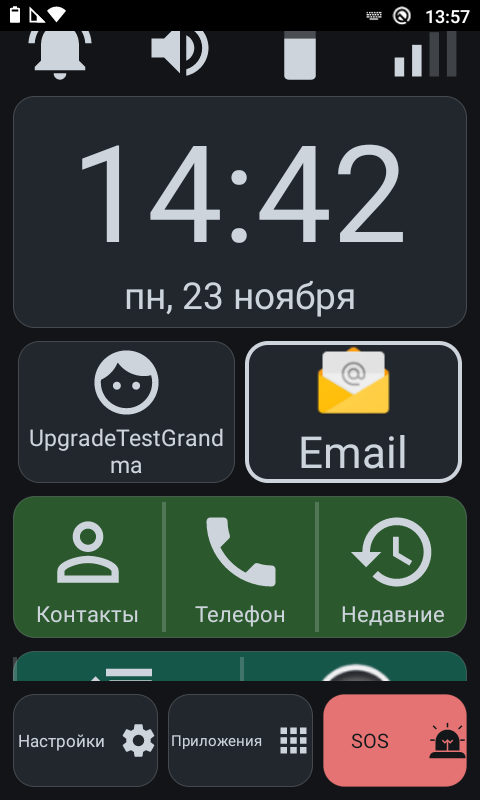 13:57
14:42
пн, 23 ноября
UpgradeTestGrand
ma
Email
Контакты
Телефон
Недавние
Настройки
Приложения
SOS